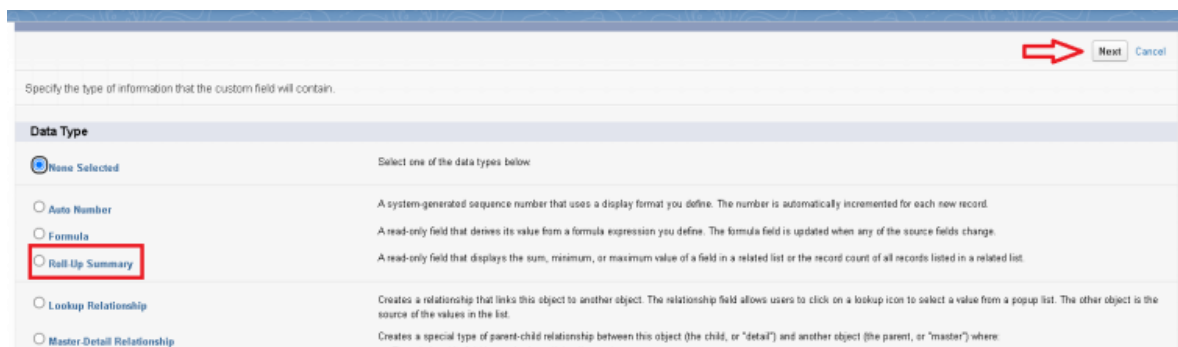 Next Cancel
Specify the type of information that the custom field will contain.
Data Type
None Selected Select one of the data types below
Auto Number A system-generated sequence number that uses a display format you define. The number is automatically incremented for each new record.
Formula A read-only field that derives its value from a formula expression you define. The formula field is updated when any of the source fields change.
Roll-Up Summary A read-only field that displays the sum, minimum, or maximum value of a field in a related list or the record count of all records listed in a related list.
Lookup Relationship Creates a relationship that links this object to another object. The relationship field allows users to click on a lookup icon to select a value from a popup list. The other object is the
source of the values in the list.
Master-Detail Relationship Creates a special type of parent-child relationship between this object (the child, or "detail") and another object (the parent, or "master") where: